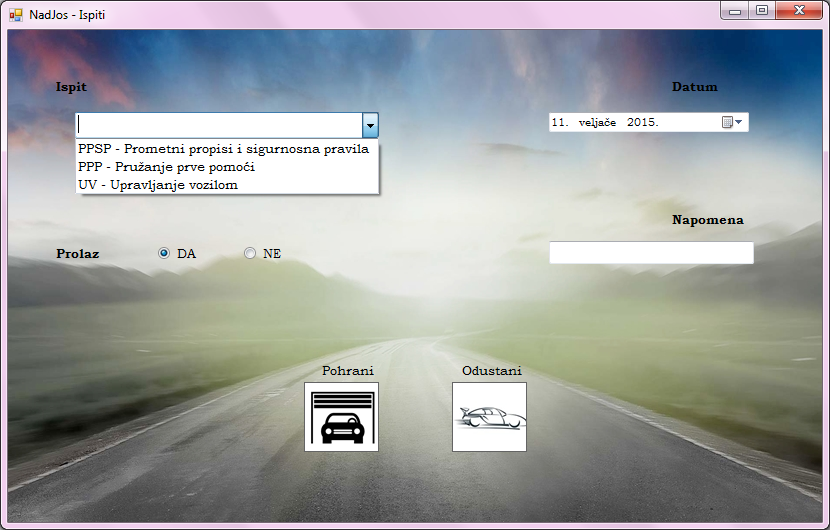 NadJos - Ispiti
Ispit
Datum
11. veljače 2015.
PPSP - Prometni propisi i sigurnosna pravila
PPP - Pružanje prve pomoći
UV - Upravljanje vozilom
Napomena
Prolaz DA NE
Pohrani Odustani